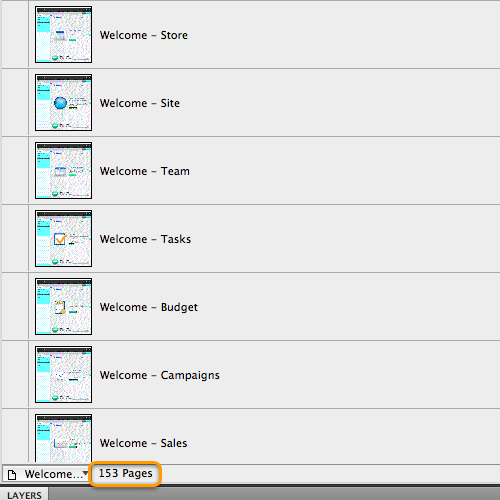 Welcome – Store
Welcome – Site
Welcome – Team
Welcome – Tasks
Welcome – Budget
Welcome – Campaigns
Welcome – Sales
Welcome... 153 Pages
LAYERS